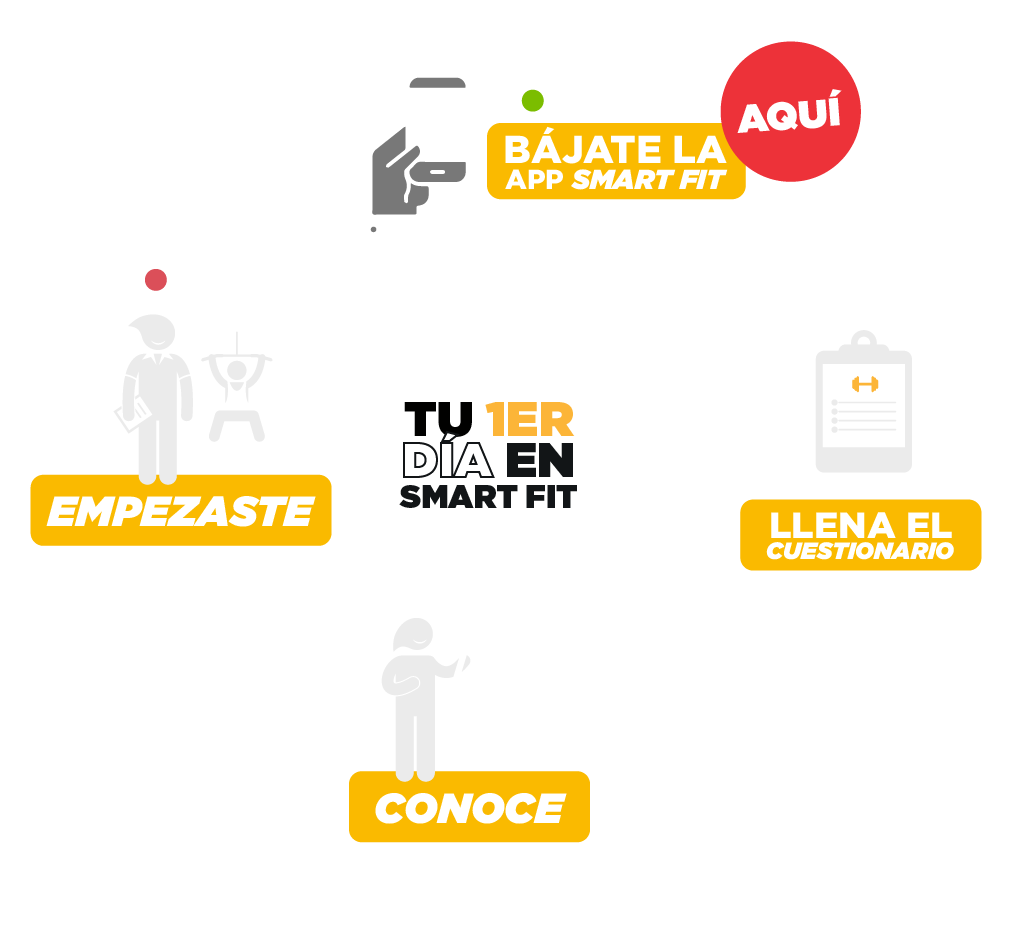 AQUÍ
BÁJATE LA
APP SMART FIT
TU 1ER
DÍA EN
SMART FIT
EMPEZASTE
LLENA EL
CUESTIONARIO
CONOCE